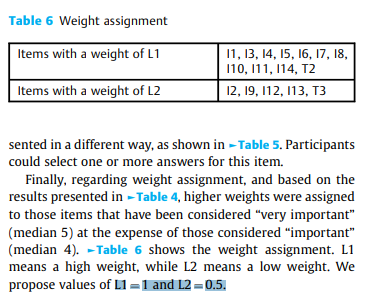 Table 6 Weight assignment
Items with a weight of L1
I1, I3, I4, I5, I6, I7, I8,
I10, I11, I14, T2
Items with a weight of L2
I2, I9, I12, I13, T3
sented in a different way, as shown in ►Table 5. Participants
could select one or more answers for this item.
Finally, regarding weight assignment, and based on the
results presented in ►Table 4, higher weights were assigned
to those items that have been considered “very important”
(median 5) at the expense of those considered “important”
(median 4). ►Table 6 shows the weight assignment. L1
means a high weight, while L2 means a low weight. We
propose values of L1 = 1 and L2 = 0.5.